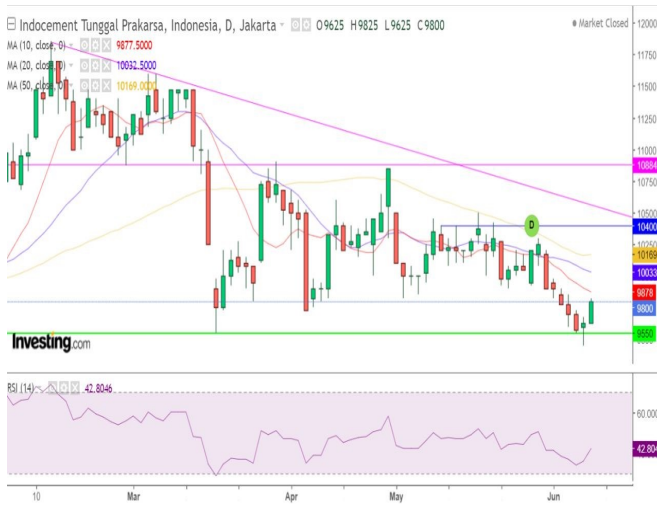 Indocement Tunggal Prakarsa, Indonesia, D, Jakarta O9625 H9825 L9625 C9800
Market Closed
MA (10, close, 0) 9877.5000
MA (20, close, 0) 10032.5000
MA (50, close, 0) 10169.0000
12000
11500
11250
11000
10884
10750
10500
10400
D
10250
10169
10033
9878
9800
9550
Investing.com
RSI (14) 42.8046
60.000
42.804
10 Mar Apr May Jun